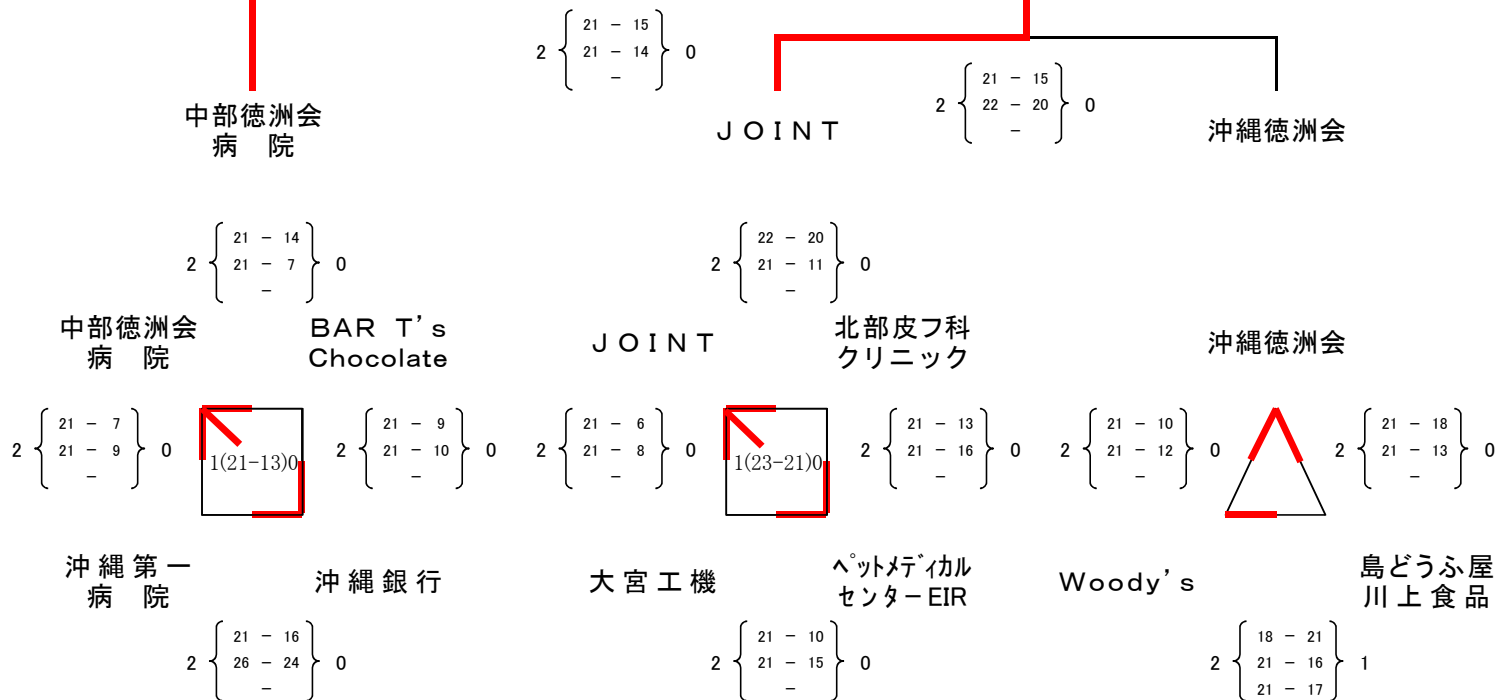 21 － 15
2 21 － 14 0
－
21 － 15
2 22 － 20 0
－
中部徳洲会
病　院
ＪＯＩＮＴ
沖縄徳洲会
21 － 14
2 21 － 7 0
－
22 － 20
2 21 － 11 0
－
中部徳洲会
病　院
BAR T’s
Chocolate
ＪＯＩＮＴ
北部皮フ科
クリニック
沖縄徳洲会
21 － 7
2 21 － 9 0
－
1(21-13)0
21 － 9
2 21 － 10 0
－
21 － 6
2 21 － 8 0
－
1(23-21)0
21 － 13
2 21 － 16 0
－
21 － 10
2 21 － 12 0
－
21 － 18
2 21 － 13 0
－
沖縄第一
病　院
沖縄銀行
大宮工機
ﾍﾟｯﾄﾒﾃﾞｨｶﾙ
センターEIR
Woody’s
島どうふ屋
川上食品
21 － 16
2 26 － 24 0
－
21 － 10
2 21 － 15 0
－
18 － 21
2 21 － 16 1
21 － 17